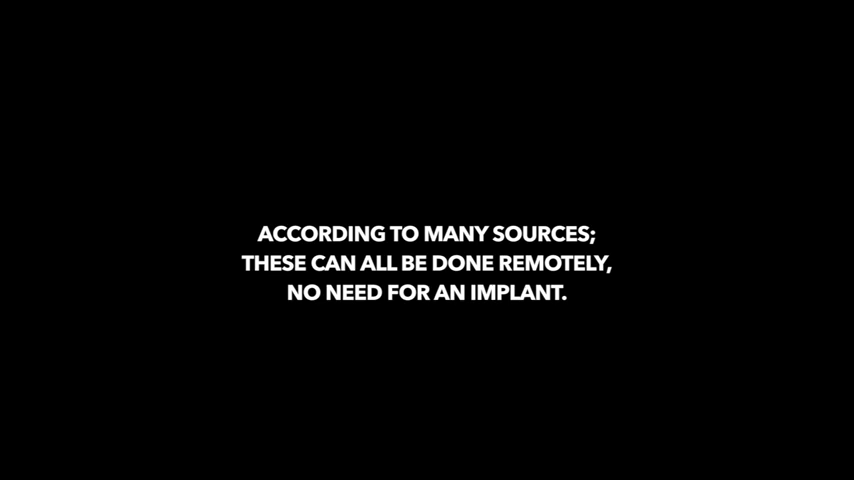 ACCORDING TO MANY SOURCES;
THESE CAN ALL BE DONE REMOTELY,
NO NEED FOR AN IMPLANT.